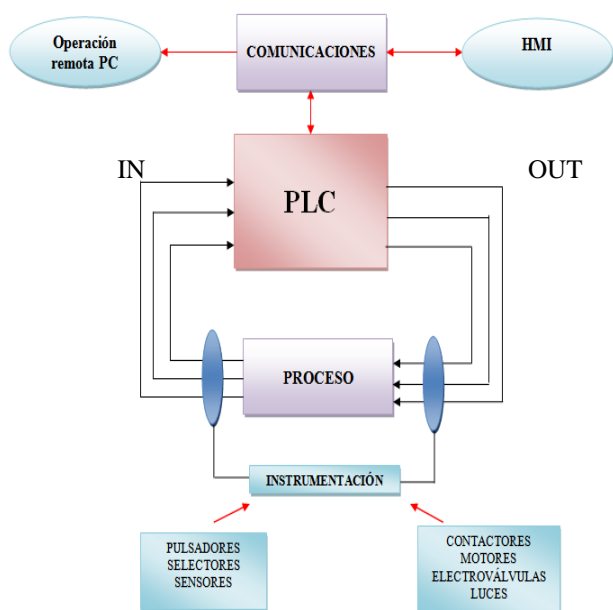 Operación
remota PC
COMUNICACIONES
HMI
IN
OUT
PLC
PROCESO
INSTRUMENTACIÓN
PULSADORES
SELECTORES
SENSORES
CONTACTORES
MOTORES
ELECTROVÁLVULAS
LUCES